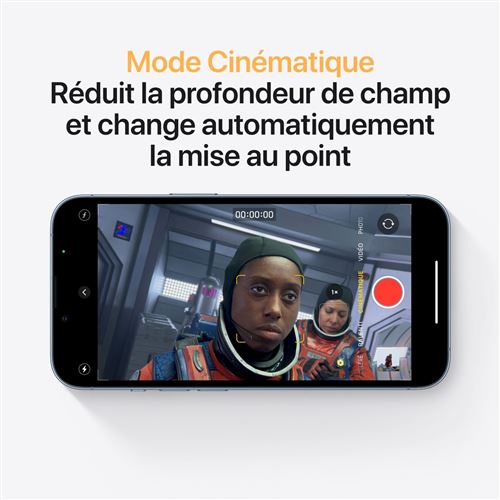 Mode Cinématique
Réduit la profondeur de champ
et change automatiquement
la mise au point
00:00:00
1×
PHOTO
VIDÉO
CINÉMATIQUE